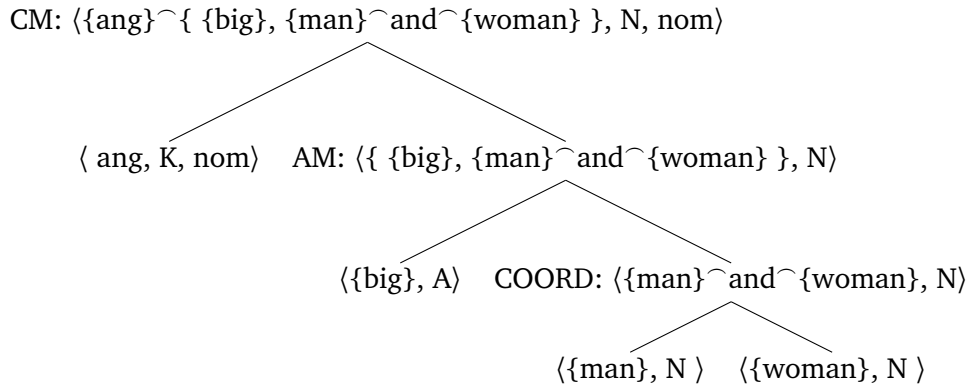 CM: ⟨{ang}⌒{ {big}, {man}⌒and⌒{woman} }, N, nom⟩
⟨ ang, K, nom⟩ AM: ⟨{ {big}, {man}⌒and⌒{woman} }, N⟩
⟨{big}, A⟩ COORD: ⟨{man}⌒and⌒{woman}, N⟩
⟨{man}, N ⟩ ⟨{woman}, N ⟩